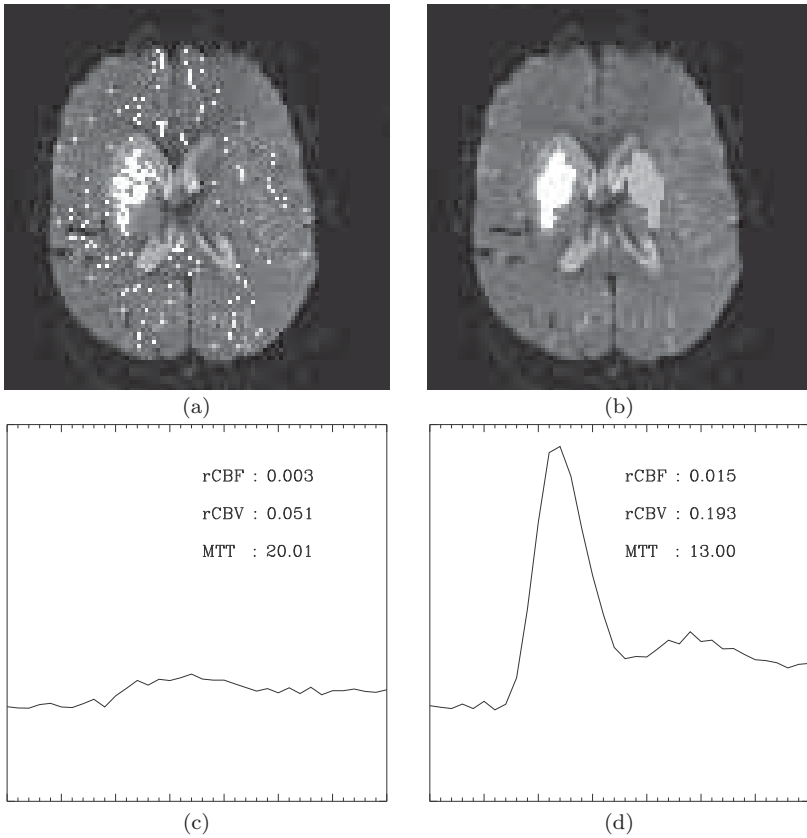 (a)
(b)
rCBF : 0.003
rCBV : 0.051
MTT : 20.01
rCBF : 0.015
rCBV : 0.193
MTT : 13.00
(c)
(d)